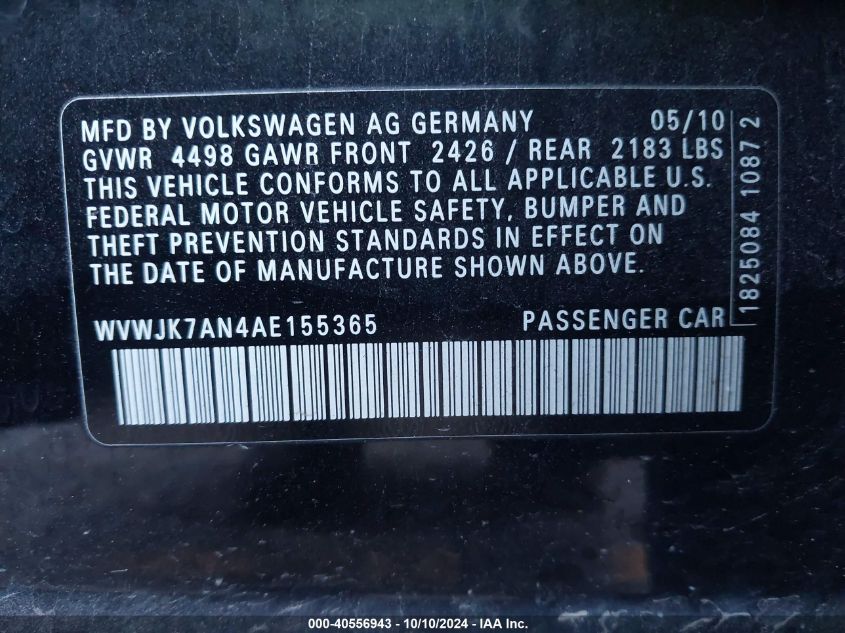 MFD BY VOLKSWAGEN AG GERMANY 05/10
GVWR 4498 GAWR FRONT 2426 / REAR 2183 LBS
THIS VEHICLE CONFORMS TO ALL APPLICABLE U.S.
FEDERAL MOTOR VEHICLE SAFETY, BUMPER AND
THEFT PREVENTION STANDARDS IN EFFECT ON
THE DATE OF MANUFACTURE SHOWN ABOVE.
WVWJK7AN4AE155365 PASSENGER CAR
1825084 1087 2
000-40556943 - 10/10/2024 - IAA Inc.